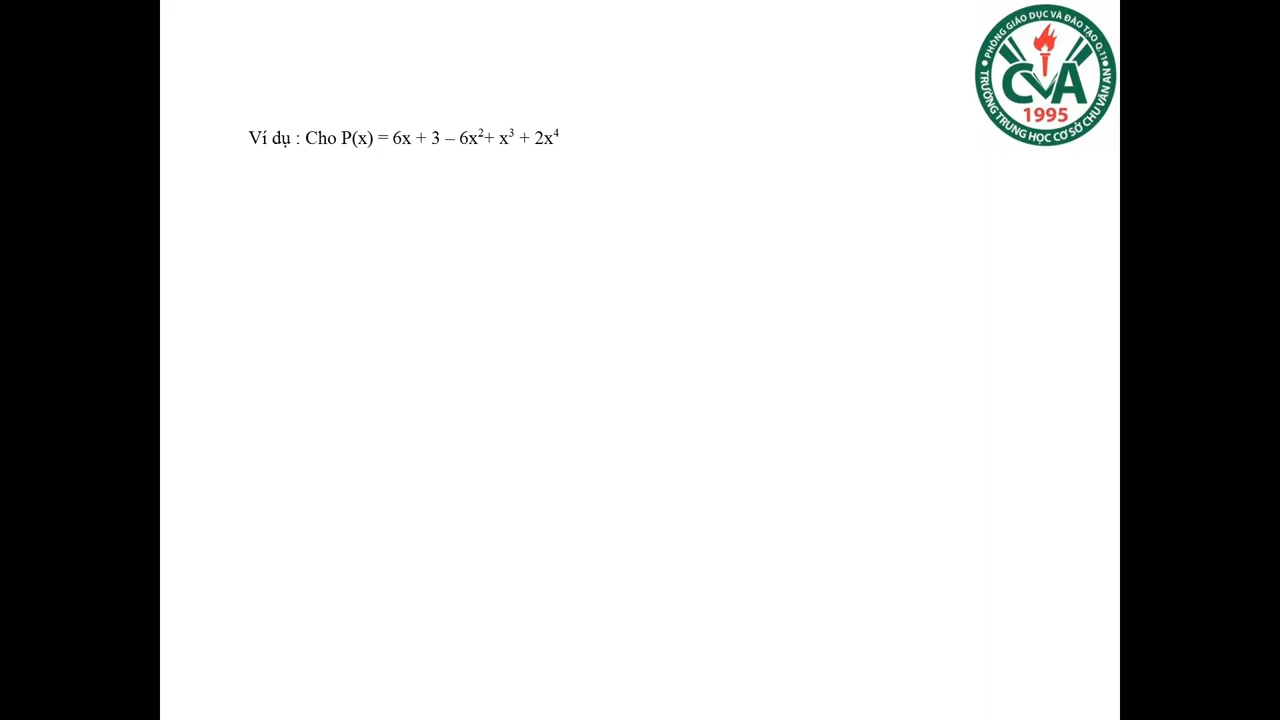 PHÒNG GIÁO DỤC VÀ ĐÀO TẠO Q.11
CVA
1995
TRƯỜNG TRUNG HỌC CƠ SỞ CHU VĂN AN
Ví dụ : Cho P(x) = 6x + 3 – 6x²+ x³ + 2x⁴